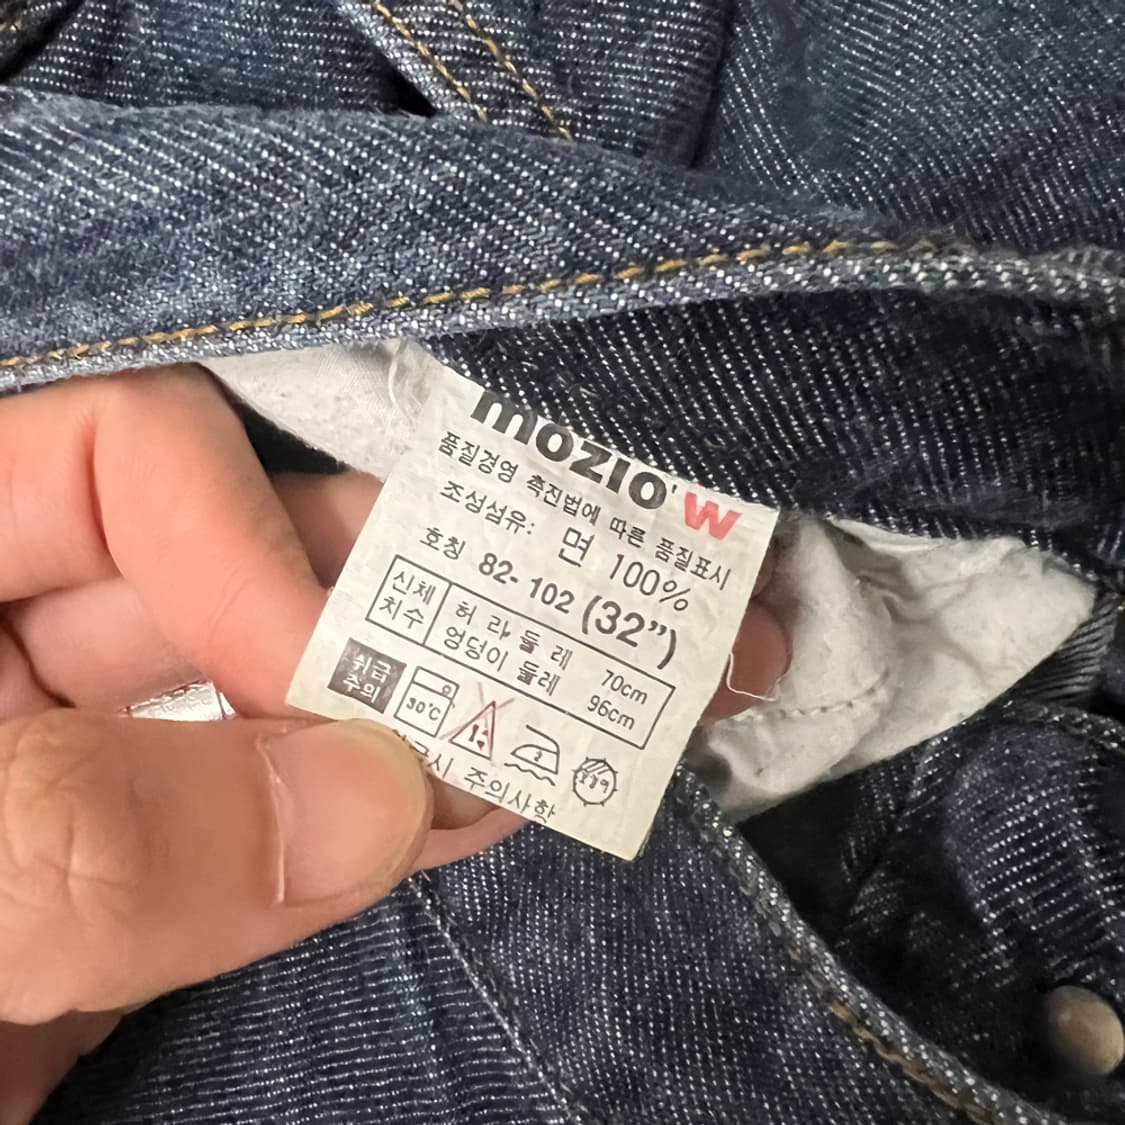 mozio'W
품질경영 촉진법에 따른 품질표시
조성섬유: 면 100%
호칭 82-102 (32")
신체 치수
허 리 둘 레 70cm
엉덩이 둘레 96cm
취급 주의
30℃
주의사항